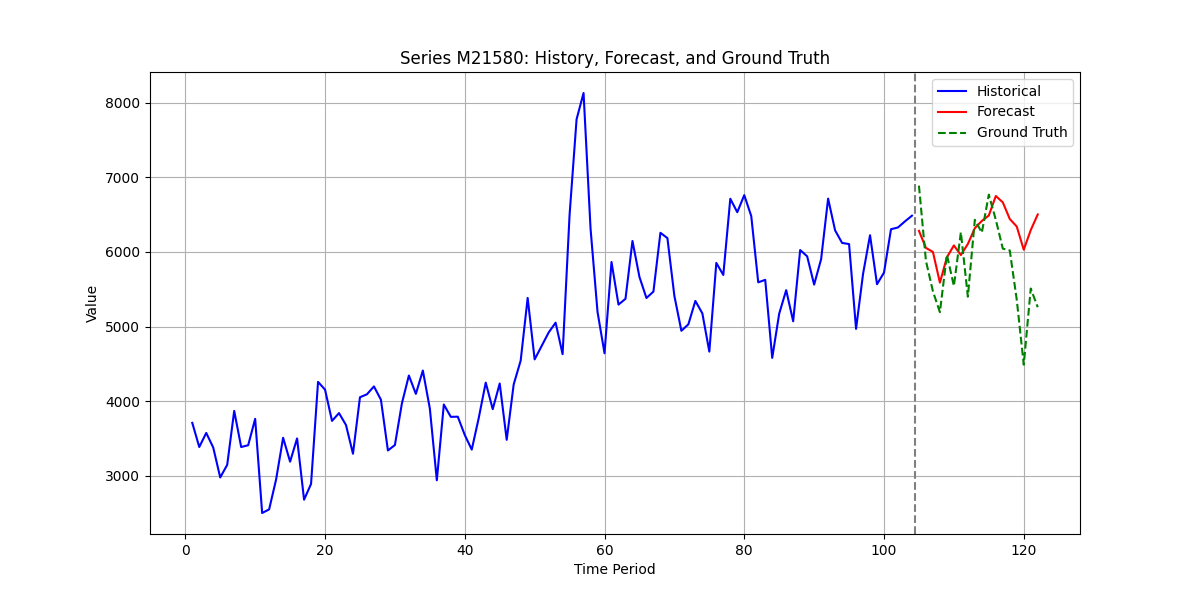 Series M21580: History, Forecast, and Ground Truth
Historical
Forecast
Ground Truth
Value
8000
7000
6000
5000
4000
3000
0 20 40 60 80 100 120
Time Period